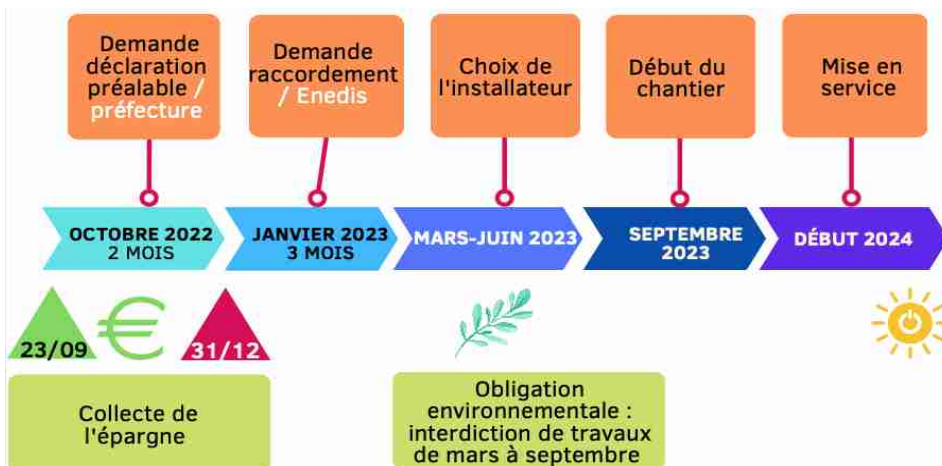 Demande
déclaration
préalable /
préfecture
Demande
raccordement
/ Enedis
Choix de
l'installateur
Début du
chantier
Mise en
service
OCTOBRE 2022
2 MOIS
JANVIER 2023
3 MOIS
MARS-JUIN 2023
SEPTEMBRE
2023
DÉBUT 2024
23/09
€
31/12
Collecte de
l'épargne
Obligation
environnementale :
interdiction de travaux
de mars à septembre